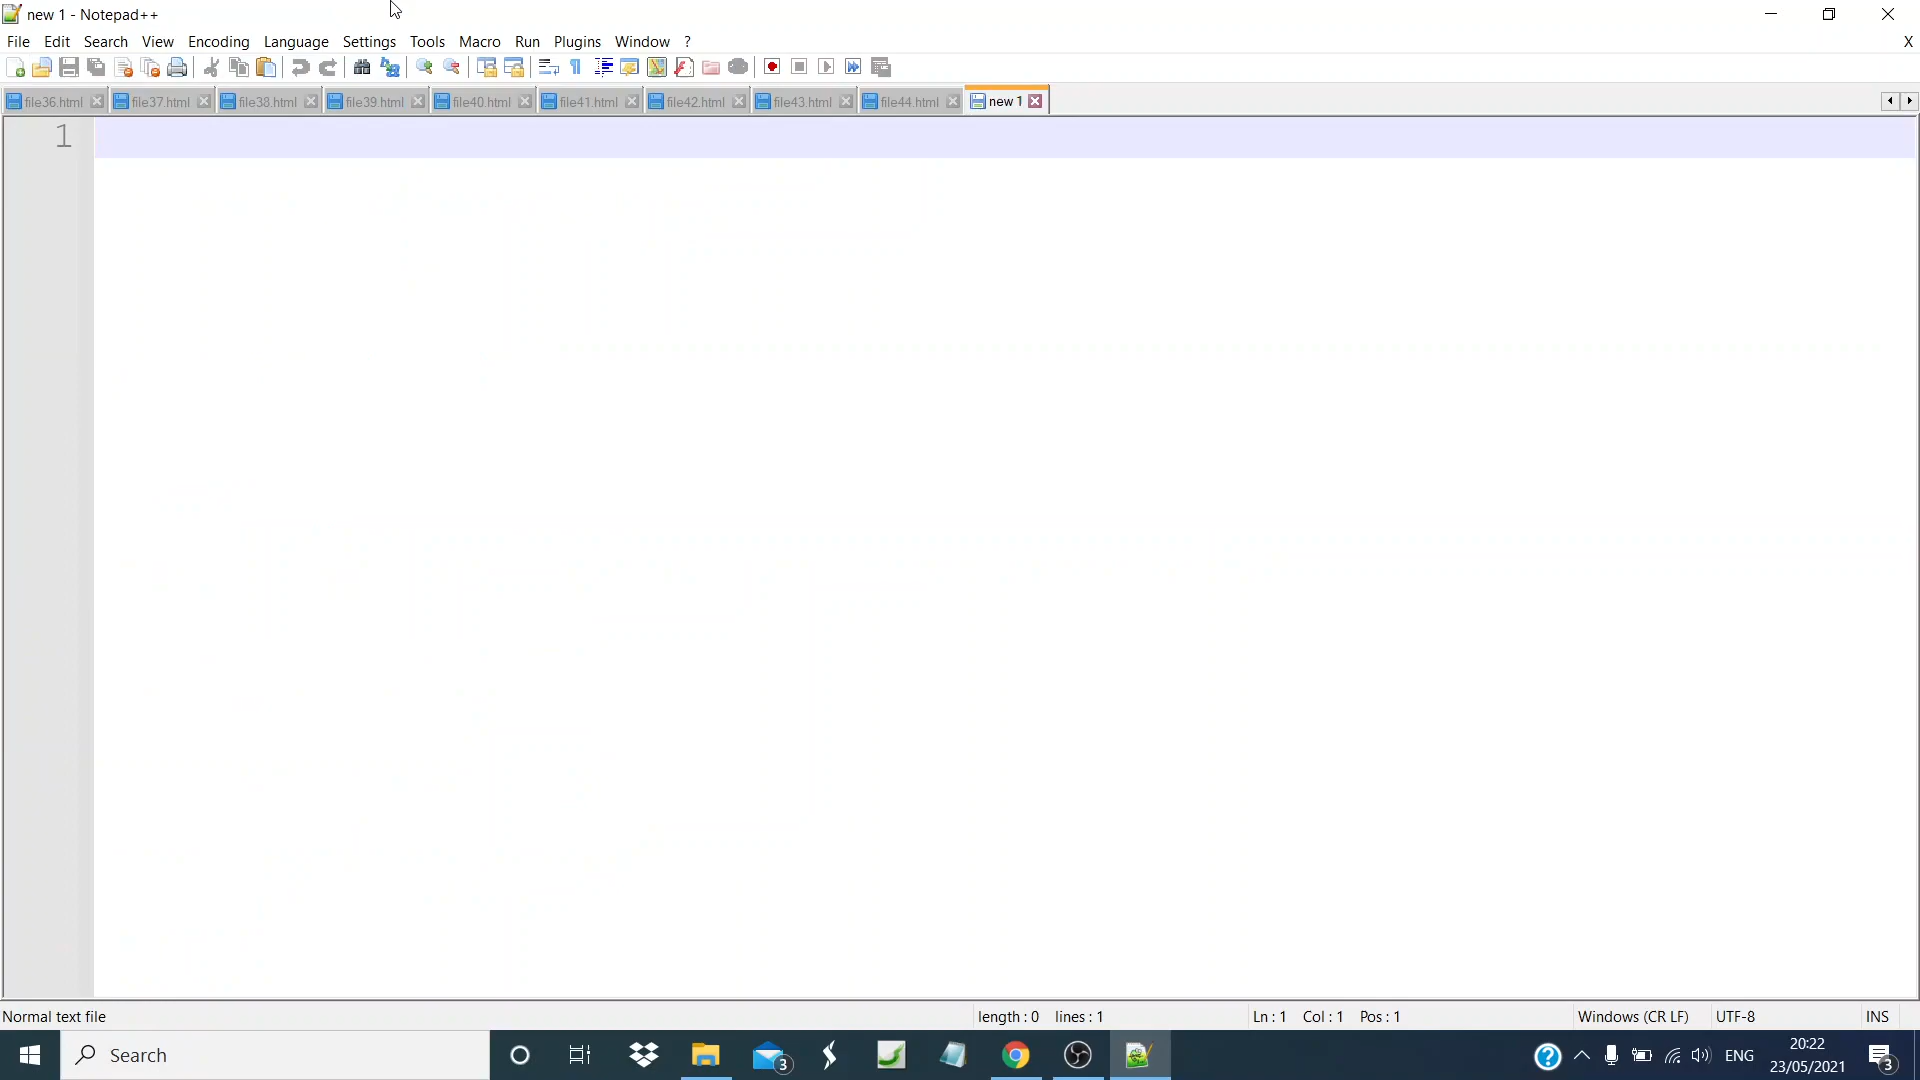 new 1 - Notepad++
File Edit Search View Encoding Language Settings Tools Macro Run Plugins Window ? X
file36.html file37.html file38.html file39.html file40.html file41.html file42.html file43.html file44.html new 1
1
Normal text file length : 0 lines : 1 Ln : 1 Col : 1 Pos : 1 Windows (CR LF) UTF-8 INS
Search 3 ENG 20:22 3
23/05/2021